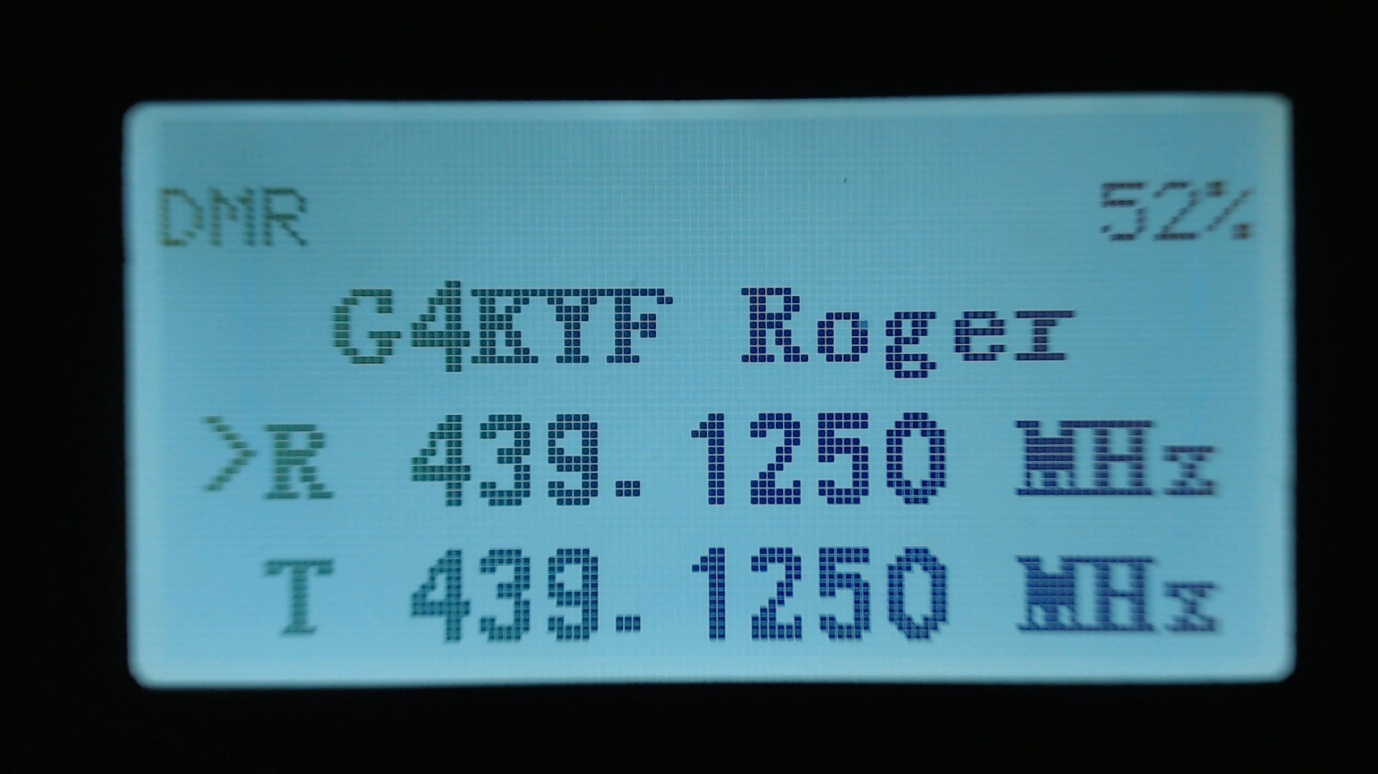 DMR 52%
G4KYF Roger
>R 439.1250 MHz
T 439.1250 MHz